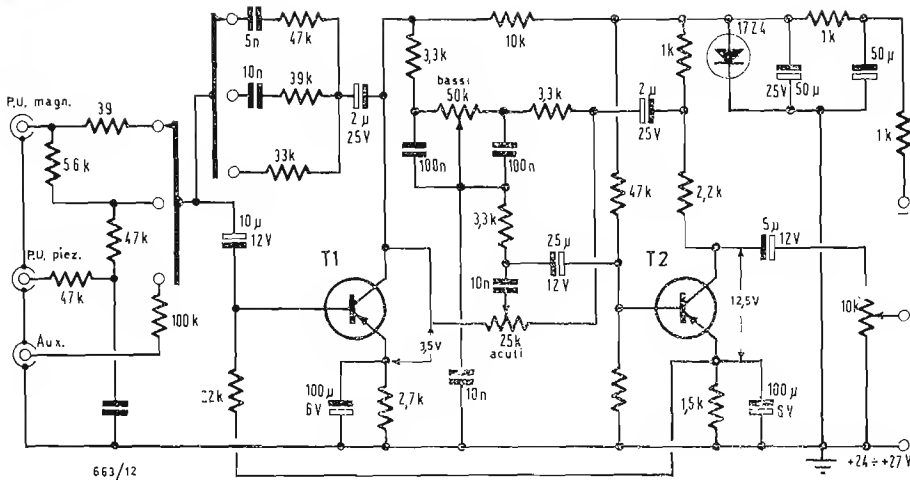 5n
47k
10k
1k
17Z4
1k
3,3k
50µ
25V
50µ
10n
39k
bassi
50k
3,3k
2µ
25V
P.U. magn.
39
2µ
25V
1k
56k
33k
100n
100n
47k
10µ
12V
3,3k
47k
2,2k
25µ
12V
5µ
12V
T1
T2
P.U. piez.
47k
10n
12,5V
10k
100k
25k
acuti
3,5V
Aux.
100µ
6V
2,7k
10n
1,5k
100µ
663/12
+24÷+27V